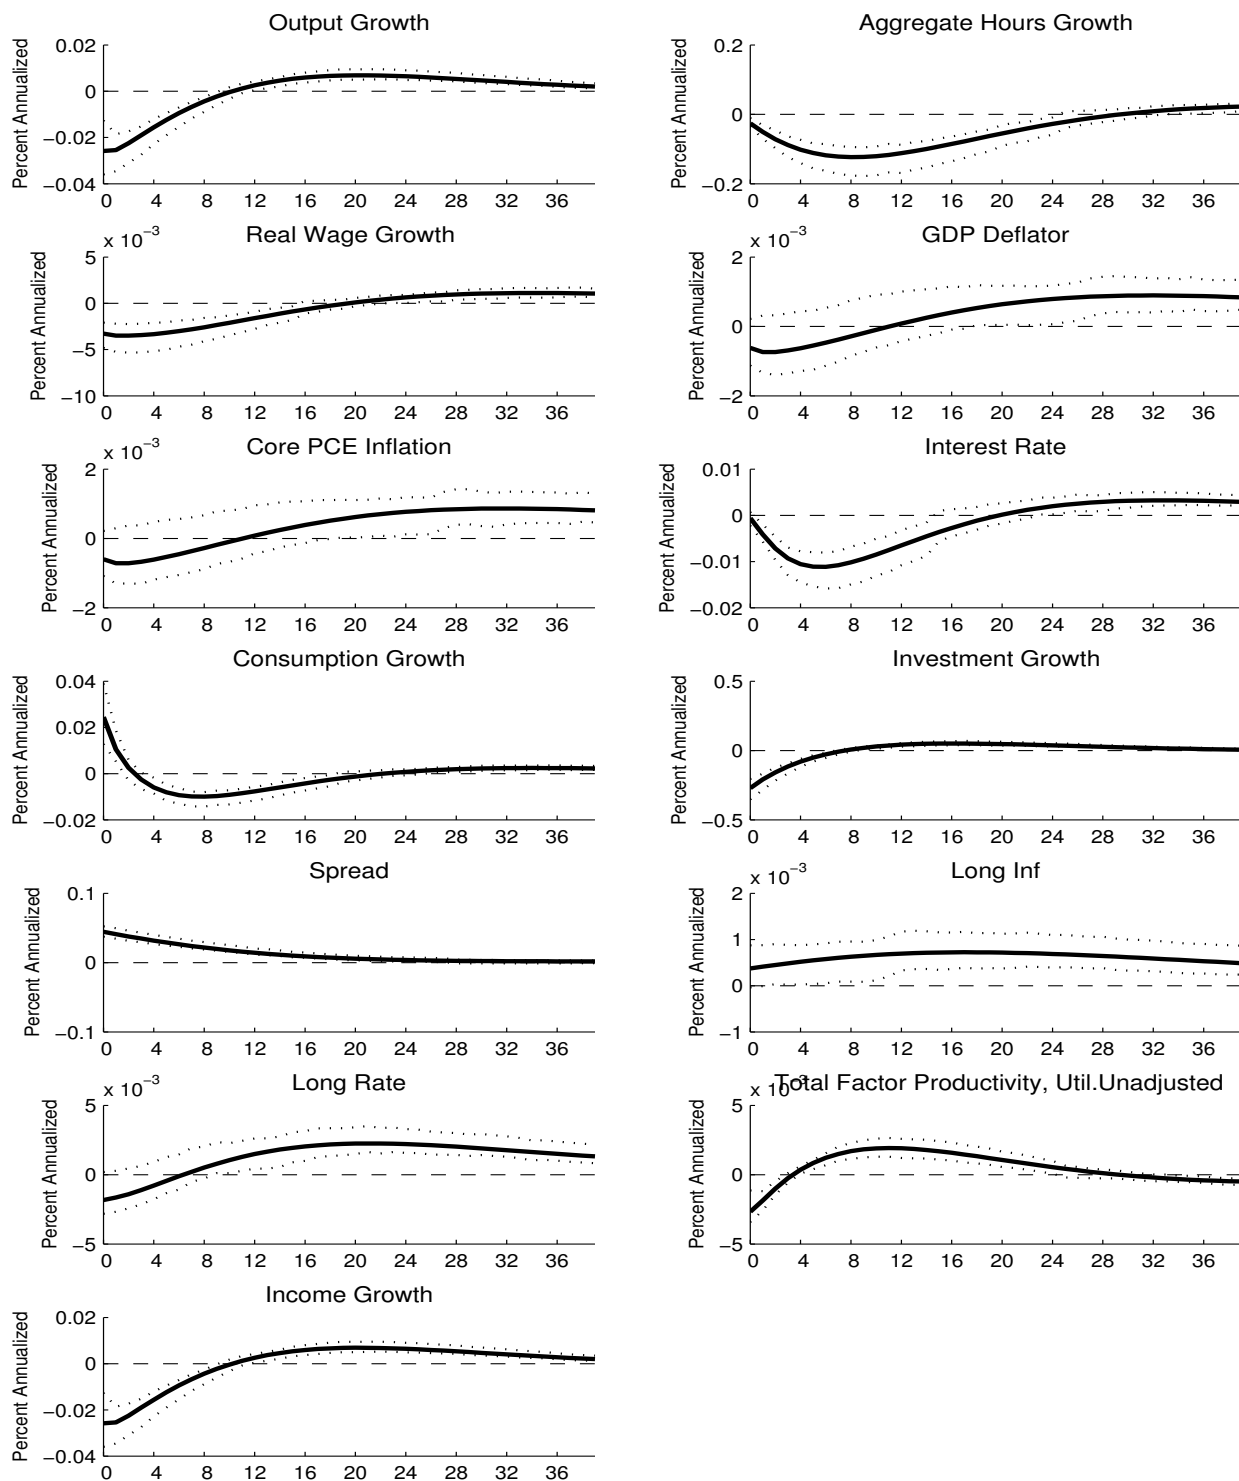 Output Growth
Percent Annualized
0.02
0
−0.02
−0.04
0 4 8 12 16 20 24 28 32 36
Aggregate Hours Growth
Percent Annualized
0.2
0
−0.2
0 4 8 12 16 20 24 28 32 36
Real Wage Growth
x 10−3
Percent Annualized
5
0
−5
−10
0 4 8 12 16 20 24 28 32 36
GDP Deflator
x 10−3
Percent Annualized
2
0
−2
0 4 8 12 16 20 24 28 32 36
Core PCE Inflation
x 10−3
Percent Annualized
2
0
−2
0 4 8 12 16 20 24 28 32 36
Interest Rate
Percent Annualized
0.01
0
−0.01
−0.02
0 4 8 12 16 20 24 28 32 36
Consumption Growth
Percent Annualized
0.04
0.02
0
−0.02
0 4 8 12 16 20 24 28 32 36
Investment Growth
Percent Annualized
0.5
0
−0.5
0 4 8 12 16 20 24 28 32 36
Spread
Percent Annualized
0.1
0
−0.1
0 4 8 12 16 20 24 28 32 36
Long Inf
x 10−3
Percent Annualized
2
1
0
−1
0 4 8 12 16 20 24 28 32 36
Long Rate
x 10−3
Percent Annualized
5
0
−5
0 4 8 12 16 20 24 28 32 36
Total Factor Productivity, Util.Unadjusted
x 10−3
Percent Annualized
5
0
−5
0 4 8 12 16 20 24 28 32 36
Income Growth
Percent Annualized
0.02
0
−0.02
−0.04
0 4 8 12 16 20 24 28 32 36